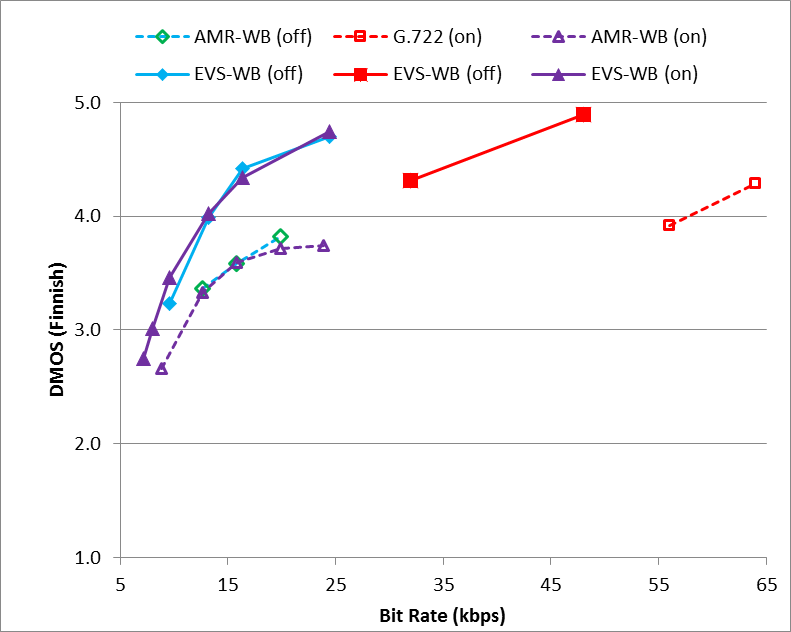 AMR-WB (off) G.722 (on) AMR-WB (on)
EVS-WB (off) EVS-WB (off) EVS-WB (on)
5.0
4.0
3.0
2.0
1.0
DMOS (Finnish)
5 15 25 35 45 55 65
Bit Rate (kbps)